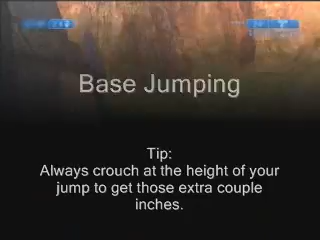 Base Jumping
Tip:
Always crouch at the height of your
jump to get those extra couple
inches.